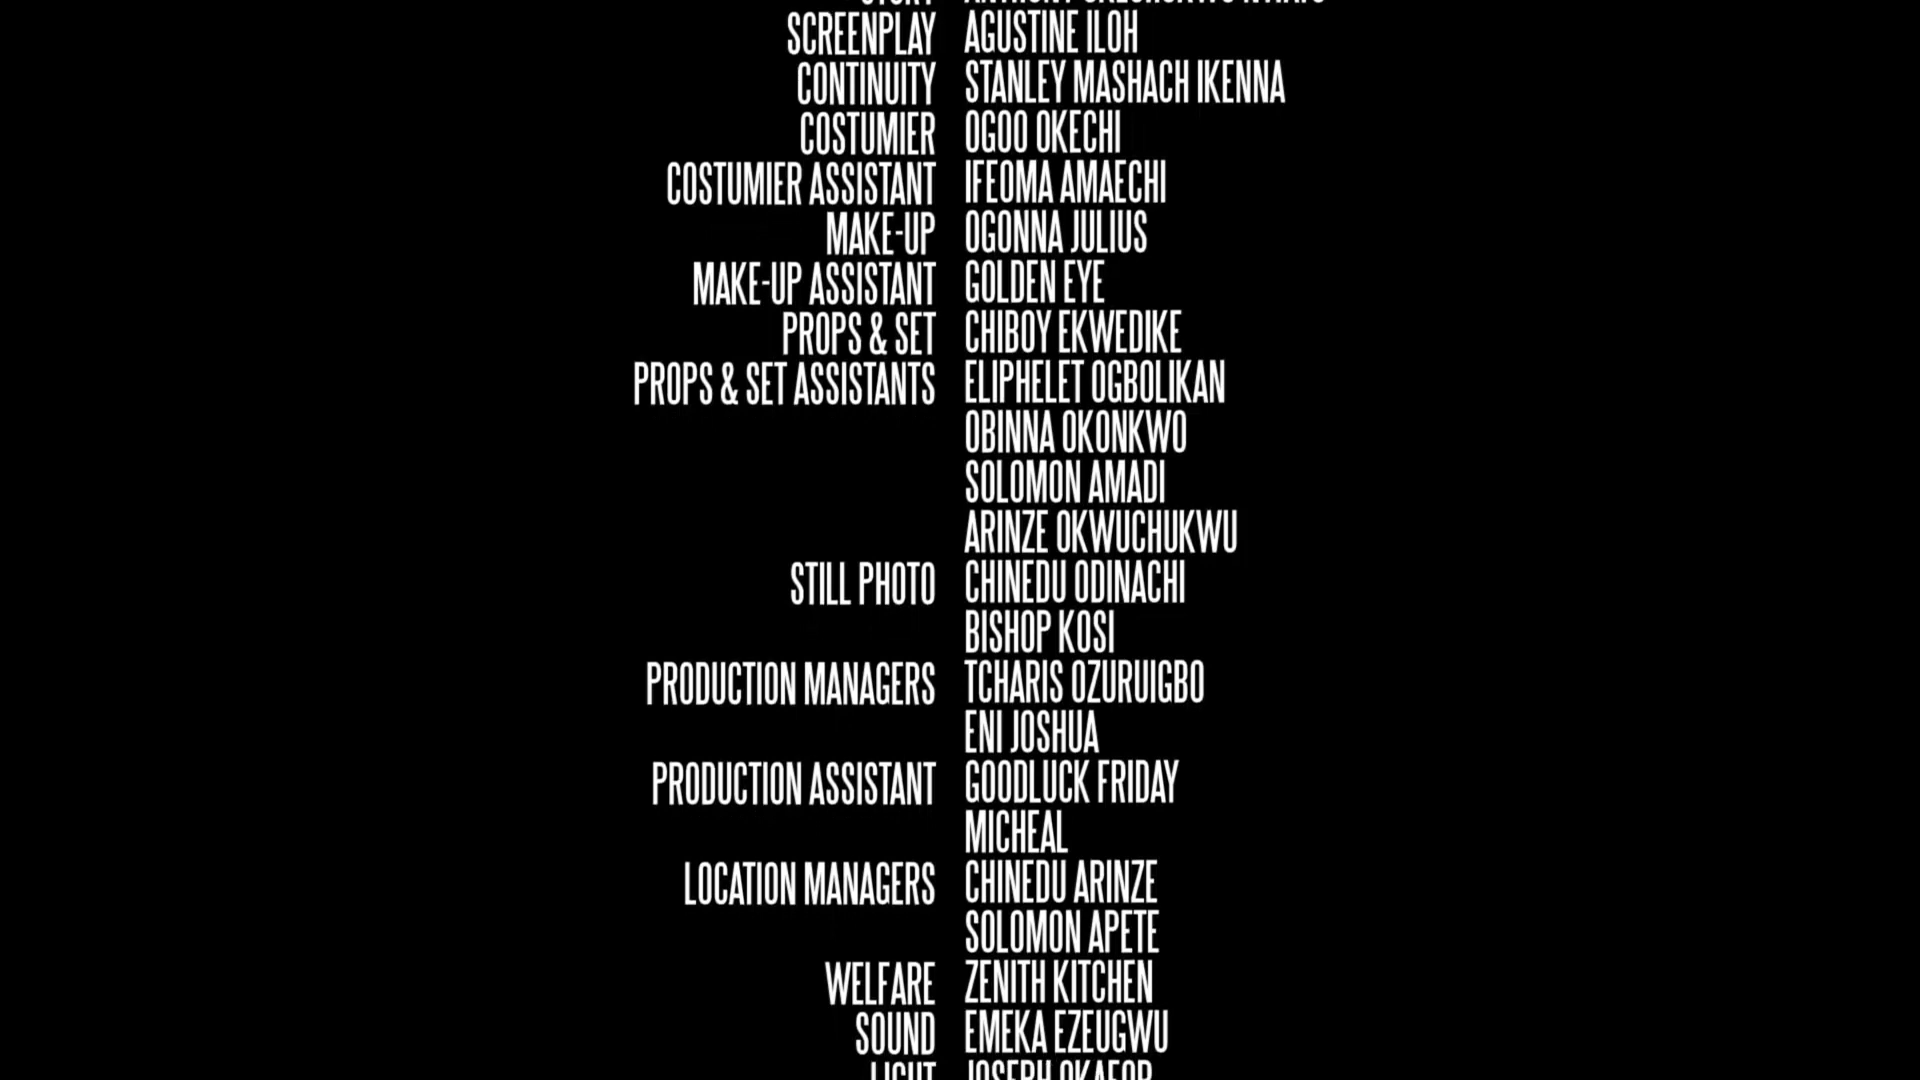 SCREENPLAY AGUSTINE ILOH
CONTINUITY STANLEY MASHACH IKENNA
COSTUMIER OGOO OKECHI
COSTUMIER ASSISTANT IFEOMA AMAECHI
MAKE-UP OGONNA JULIUS
MAKE-UP ASSISTANT GOLDEN EYE
PROPS & SET CHIBOY EKWEDIKE
PROPS & SET ASSISTANTS ELIPHELET OGBOLIKAN
OBINNA OKONKWO
SOLOMON AMADI
ARINZE OKWUCHUKWU
STILL PHOTO CHINEDU ODINACHI
BISHOP KOSI
PRODUCTION MANAGERS TCHARIS OZURUIGBO
ENI JOSHUA
PRODUCTION ASSISTANT GOODLUCK FRIDAY
MICHEAL
LOCATION MANAGERS CHINEDU ARINZE
SOLOMON APETE
WELFARE ZENITH KITCHEN
SOUND EMEKA EZEUGWU
LIGHT JOSEPH OKAFOR